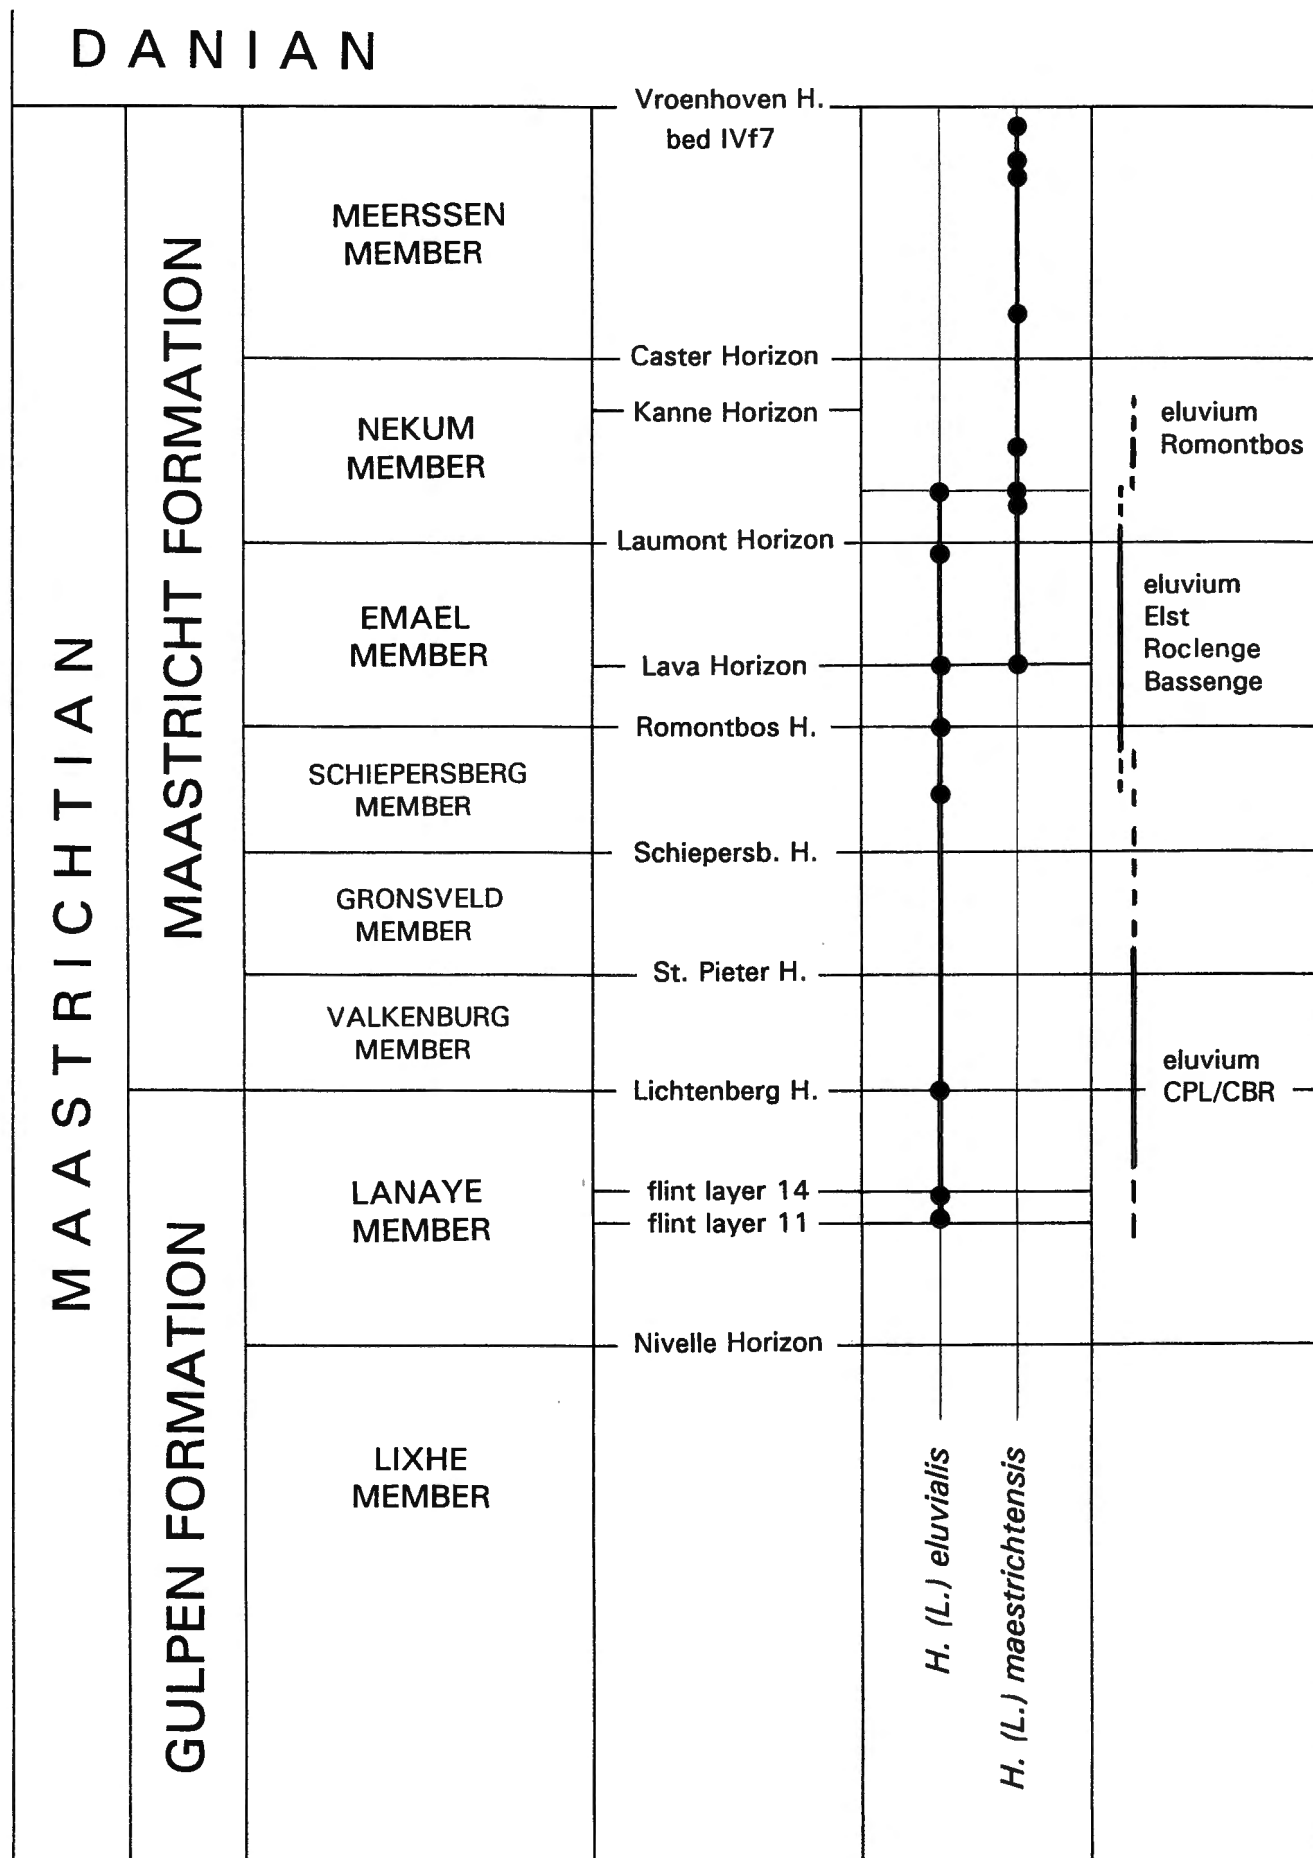 DANIAN
MAASTRICHTIAN
MAASTRICHT FORMATION
GULPEN FORMATION
MEERSSEN
MEMBER
NEKUM
MEMBER
EMAEL
MEMBER
SCHIEPERSBERG
MEMBER
GRONSVELD
MEMBER
VALKENBURG
MEMBER
LANAYE
MEMBER
LIXHE
MEMBER
Vroenhoven H.
bed IVf7
Caster Horizon
Kanne Horizon
Laumont Horizon
Lava Horizon
Romontbos H.
Schiepersb. H.
St. Pieter H.
Lichtenberg H.
flint layer 14
flint layer 11
Nivelle Horizon
H. (L.) eluvialis
H. (L.) maestrichtensis
eluvium
Romontbos
eluvium
Elst
Roclenge
Bassenge
eluvium
CPL/CBR